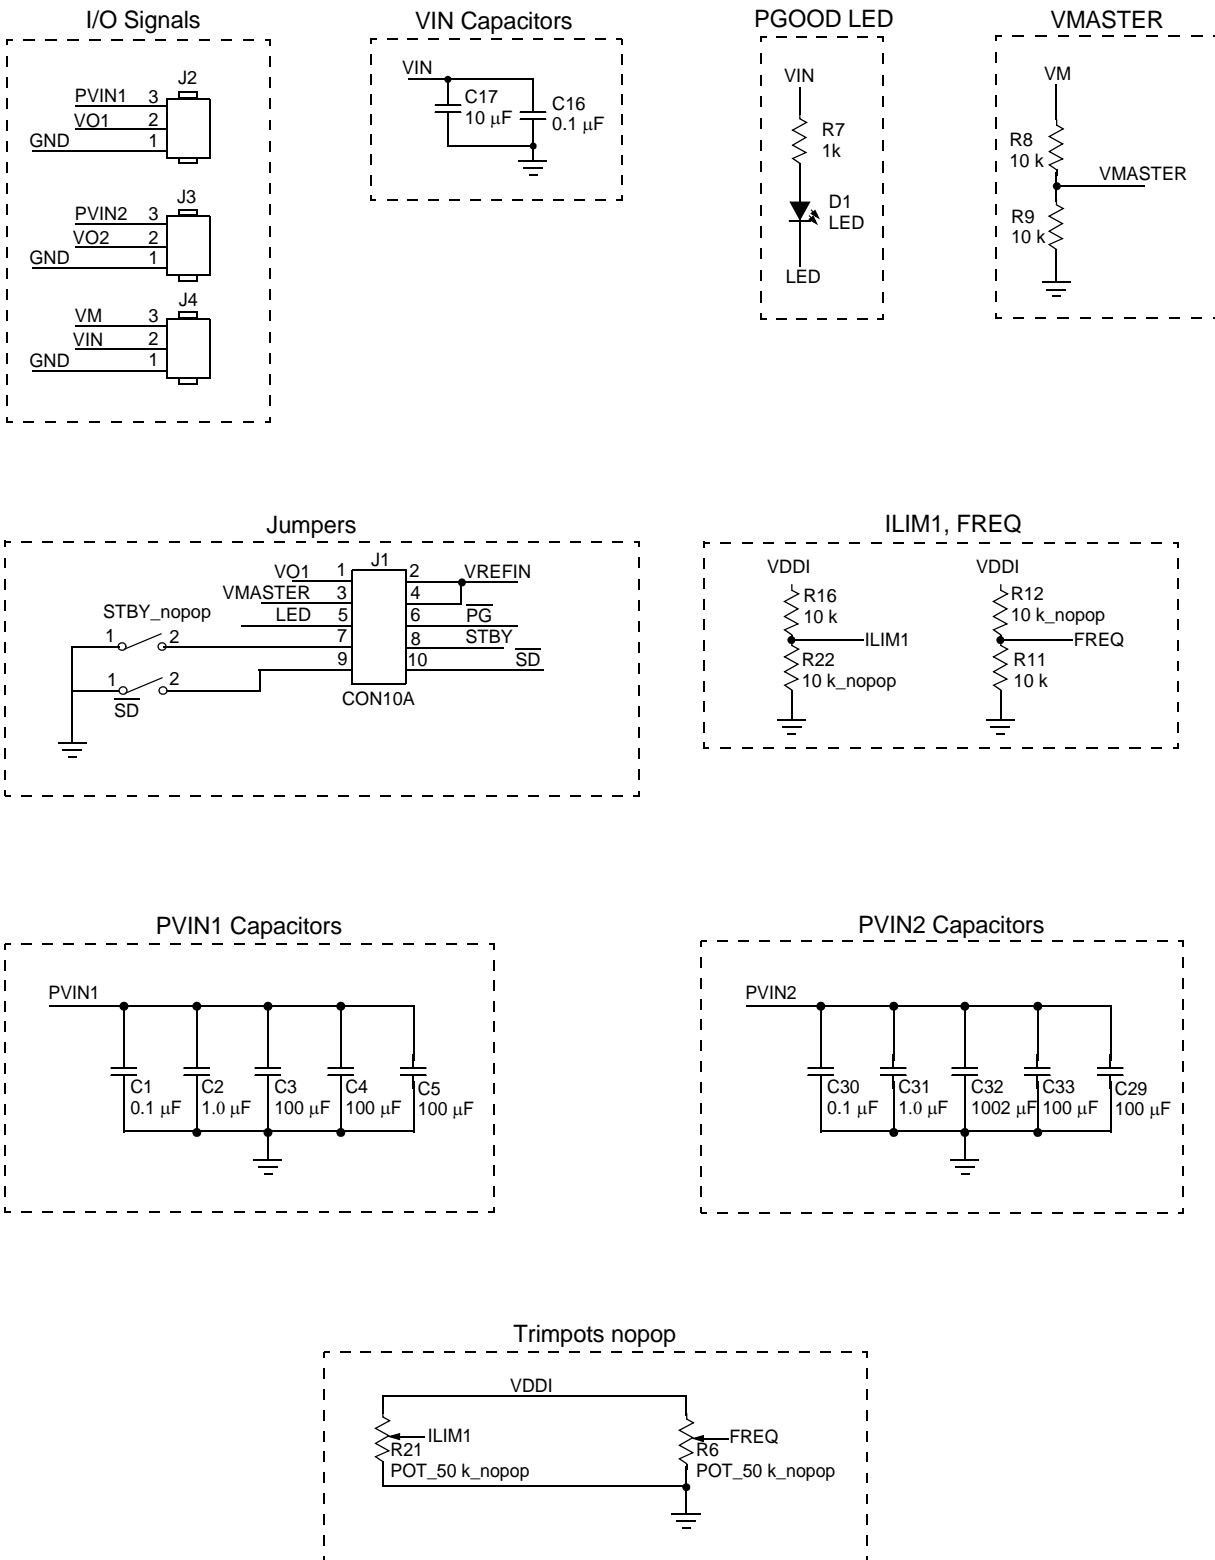 I/O Signals
J2
PVIN1 3
VO1 2
GND 1
J3
PVIN2 3
VO2 2
GND 1
J4
VM 3
VIN 2
GND 1
VIN Capacitors
VIN
C17
10 μF
C16
0.1 μF
PGOOD LED
VIN
R7
1k
D1
LED
LED
VMASTER
VM
R8
10 k
VMASTER
R9
10 k
Jumpers
J1
VO1 1
2 VREFIN
VMASTER 3
4
LED 5
6 PG
STBY_nopop
1 2
7
8 STBY
9
10 SD
1 2
SD
CON10A
ILIM1, FREQ
VDDI
R16
10 k
ILIM1
R22
10 k_nopop
VDDI
R12
10 k_nopop
FREQ
R11
10 k
PVIN1 Capacitors
PVIN1
C1
0.1 μF
C2
1.0 μF
C3
100 μF
C4
100 μF
C5
100 μF
PVIN2 Capacitors
PVIN2
C30
0.1 μF
C31
1.0 μF
C32
1002 μF
C33
100 μF
C29
100 μF
Trimpots nopop
VDDI
ILIM1
R21
POT_50 k_nopop
FREQ
R6
POT_50 k_nopop